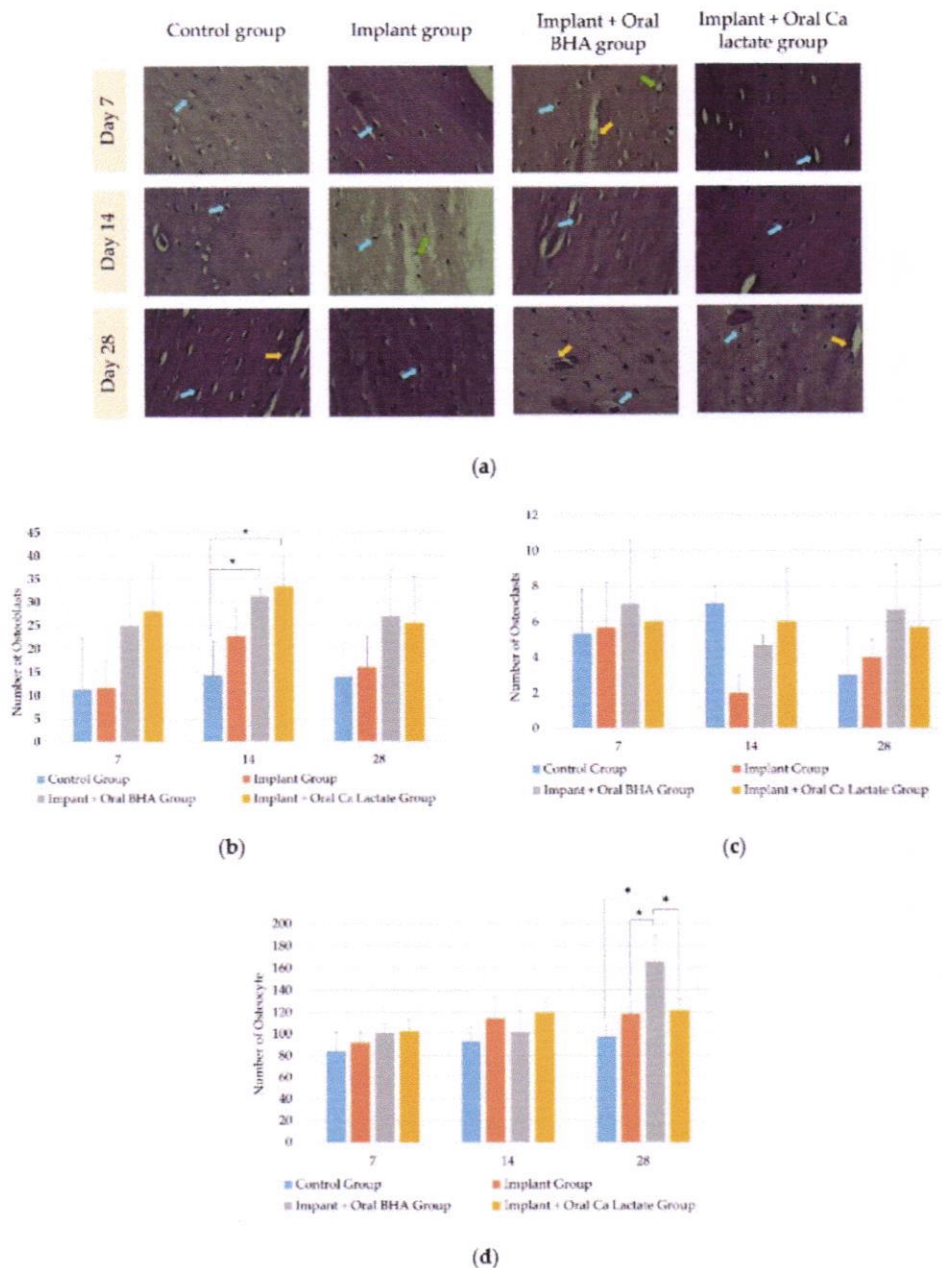 Control group
Implant group
Implant + Oral
BHA group
Implant + Oral Ca
lactate group
Day 7
Day 14
Day 28
(a)
45
40
35
30
25
20
15
10
5
0
Number of Osteoblasts
* 
*
7
14
28
Control Group
Implant Group
Impant + Oral BHA Group
Implant + Oral Ca Lactate Group
(b)
12
10
8
6
4
2
0
Number of Osteoclasts
7
14
28
Control Group
Implant Group
Impant + Oral BHA Group
Implant + Oral Ca Lactate Group
(c)
200
180
160
140
120
100
80
60
40
20
0
Number of Osteocyte
*
*
*
7
14
28
Control Group
Implant Group
Impant + Oral BHA Group
Implant + Oral Ca Lactate Group
(d)